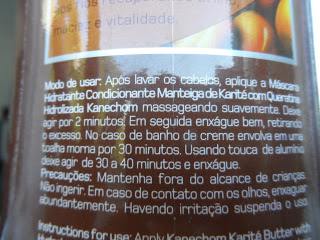 aos fios recuperando brilho,
maciez e vitalidade.
Modo de usar: Após lavar os cabelos, aplique a Máscara
Hidratante Condicionante Manteiga de Karité com Queratina
Hidrolizada Kanechom massageando suavemente. Deixe
agir por 2 minutos. Em seguida enxágue bem, retirando
o excesso. No caso de banho de creme envolva em uma
toalha morna por 30 minutos. Usando touca de alumínio
deixe agir de 30 a 40 minutos e enxágue.
Precauções: Mantenha fora do alcance de crianças.
Não ingerir. Em caso de contato com os olhos, enxaguar
abundantemente. Havendo irritação suspenda o uso.
Instructions for use: Apply Kanechom Karité Butter with